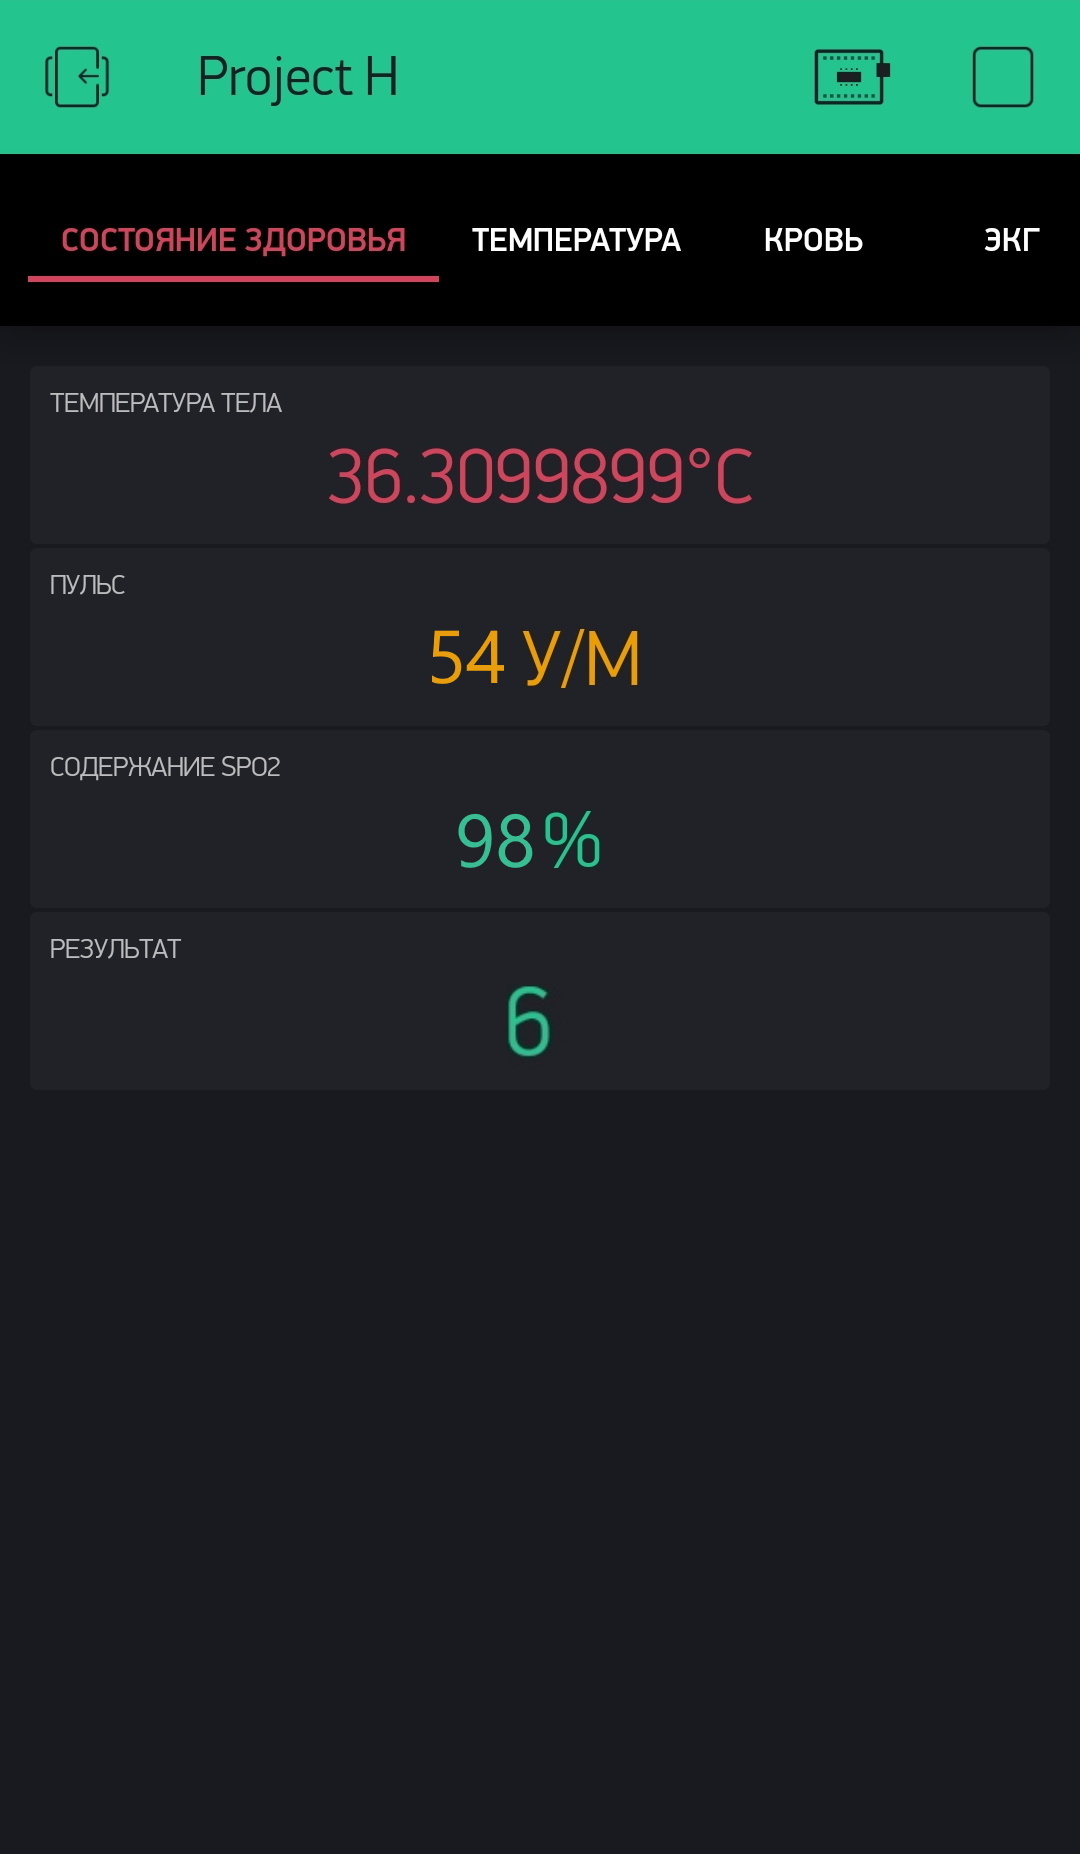 Project H
СОСТОЯНИЕ ЗДОРОВЬЯ ТЕМПЕРАТУРА КРОВЬ ЭКГ
ТЕМПЕРАТУРА ТЕЛА
36.3099899°C
ПУЛЬС
54 У/М
СОДЕРЖАНИЕ SPO2
98%
РЕЗУЛЬТАТ
6